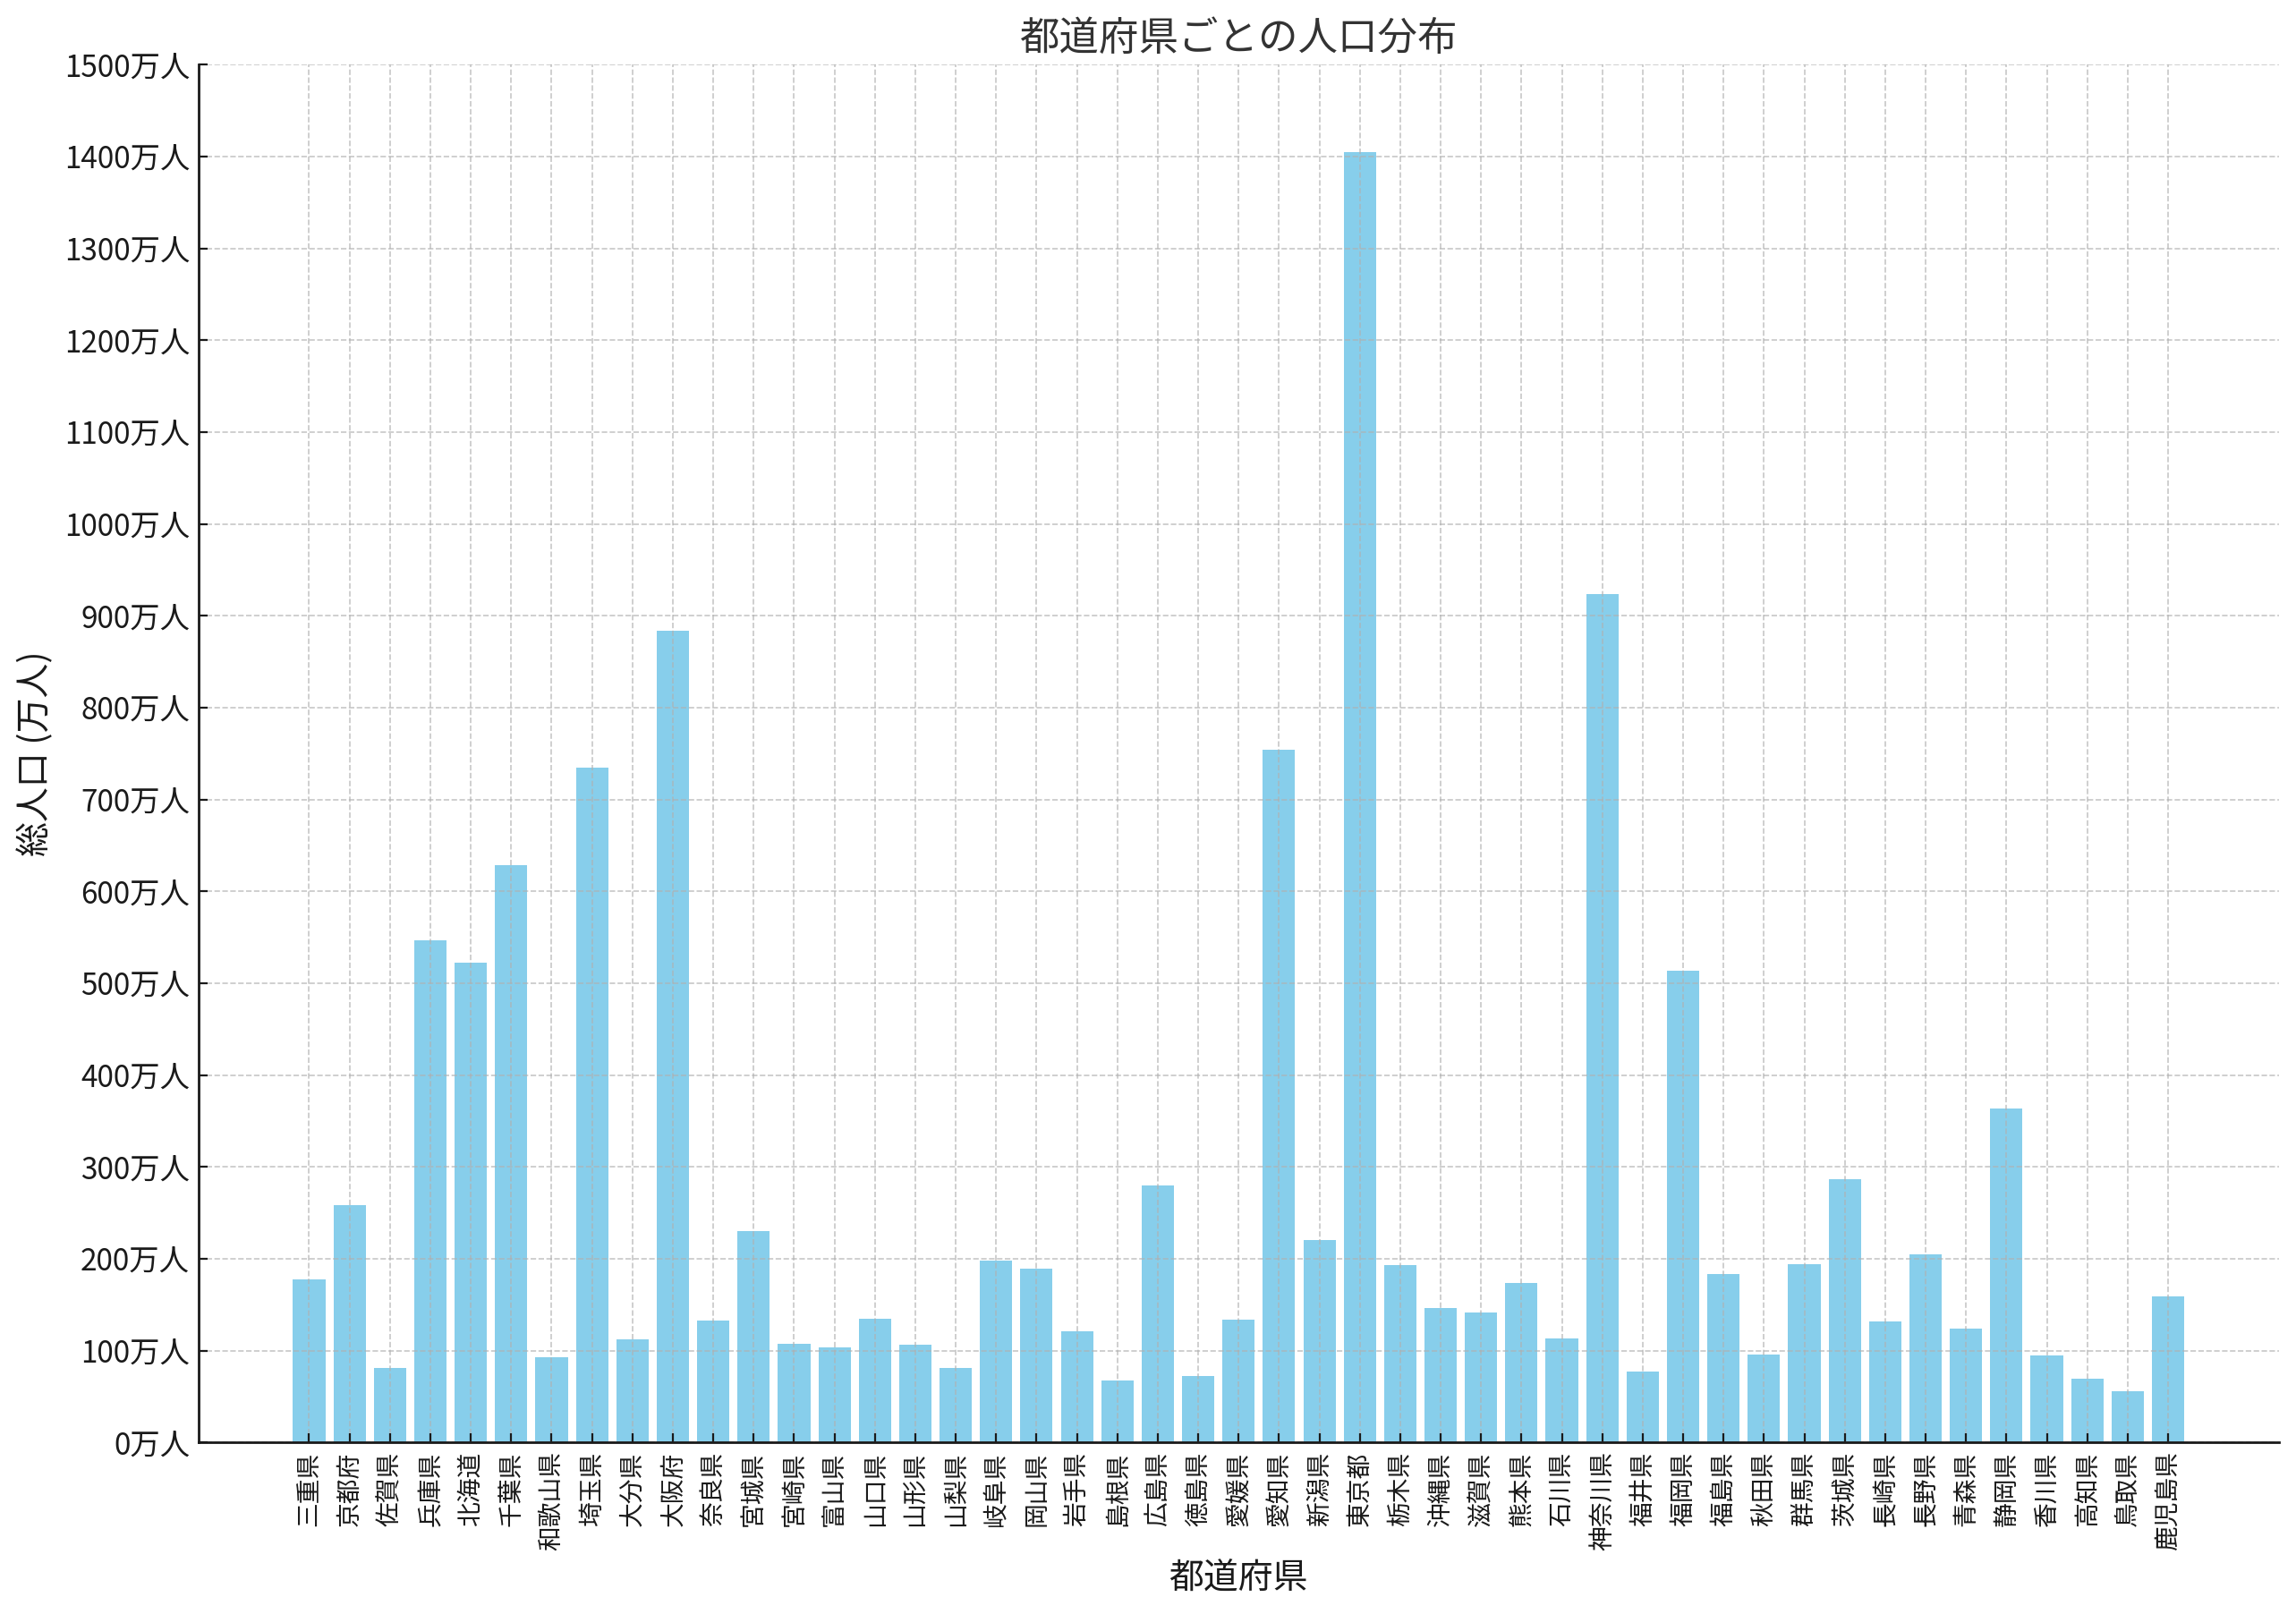 都道府県ごとの人口分布
1500万人
1400万人
1300万人
1200万人
1100万人
1000万人
900万人
800万人
700万人
600万人
500万人
400万人
300万人
200万人
100万人
0万人
総人口 (万人)
三重県
京都府
佐賀県
兵庫県
北海道
千葉県
和歌山県
埼玉県
大分県
大阪府
奈良県
宮城県
宮崎県
富山県
山口県
山形県
山梨県
岐阜県
岡山県
岩手県
島根県
広島県
徳島県
愛媛県
愛知県
新潟県
東京都
栃木県
沖縄県
滋賀県
熊本県
石川県
神奈川県
福井県
福岡県
福島県
秋田県
群馬県
茨城県
長崎県
長野県
青森県
静岡県
香川県
高知県
鳥取県
鹿児島県
都道府県